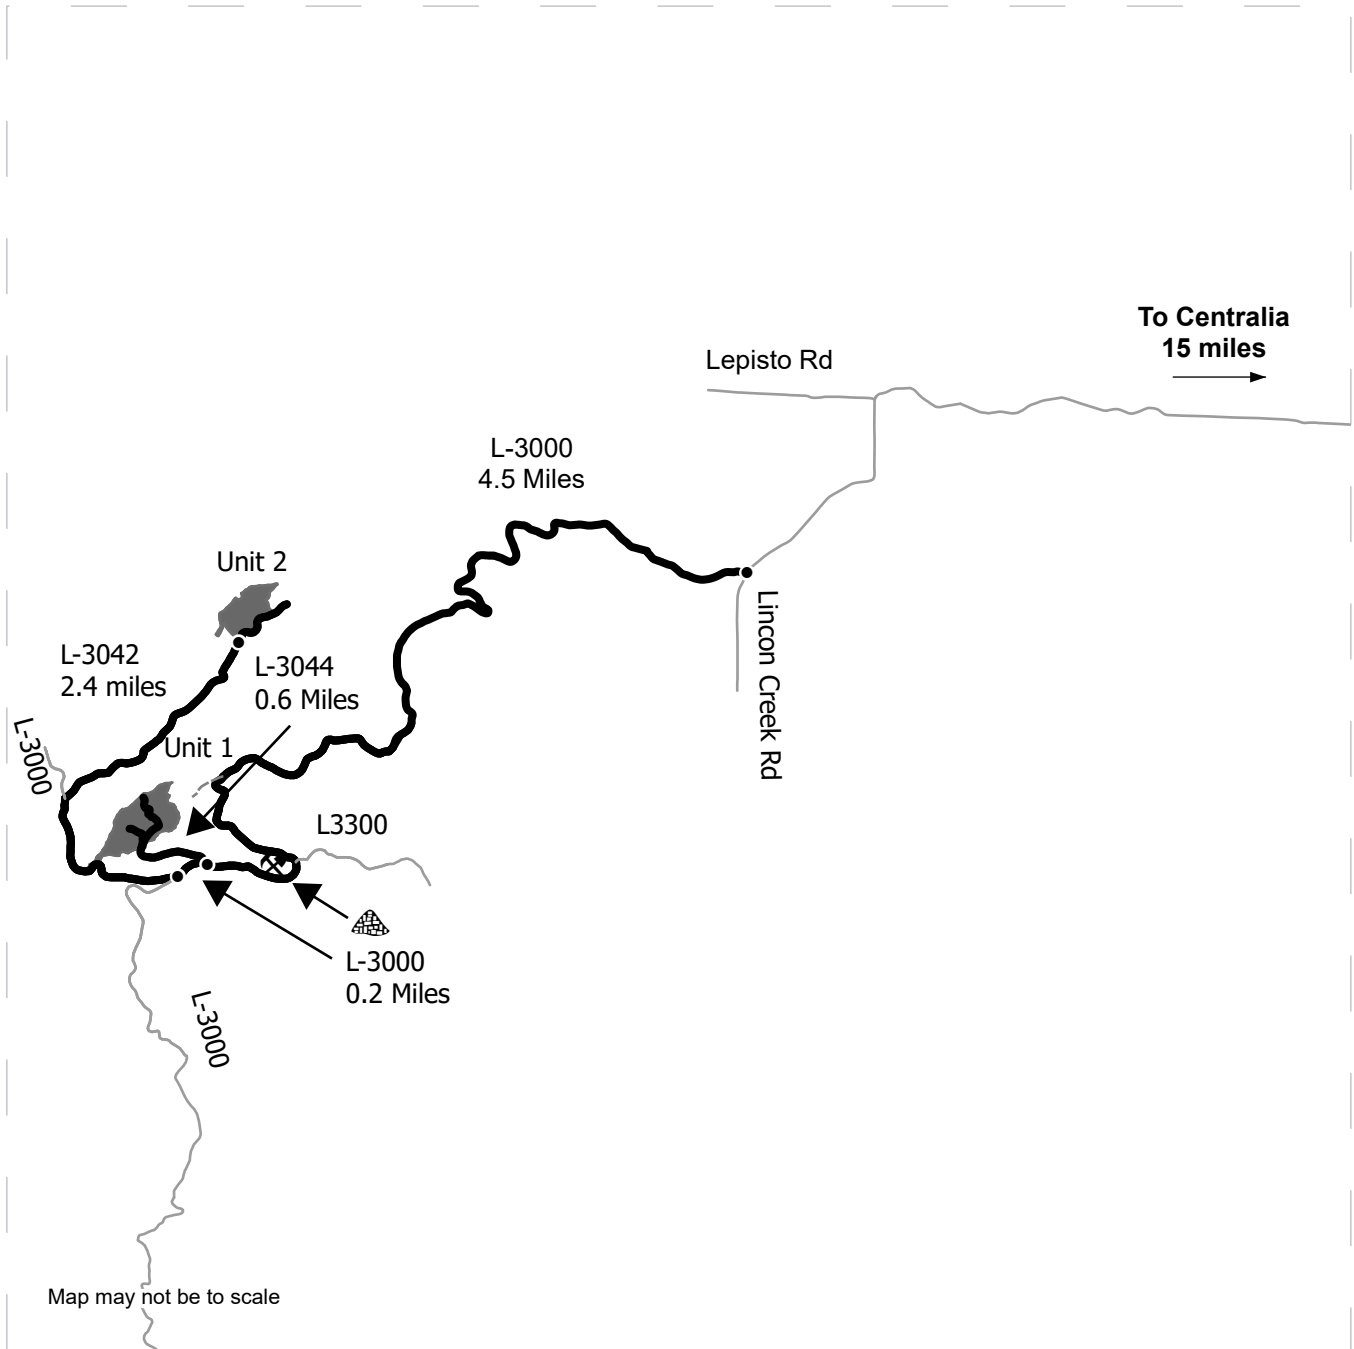 To Centralia
15 miles
Lepisto Rd
L-3000
4.5 Miles
Unit 2
Lincon Creek Rd
L-3042
2.4 miles
L-3044
0.6 Miles
L-3000
Unit 1
L3300
L-3000
0.2 Miles
L-3000
Map may not be to scale